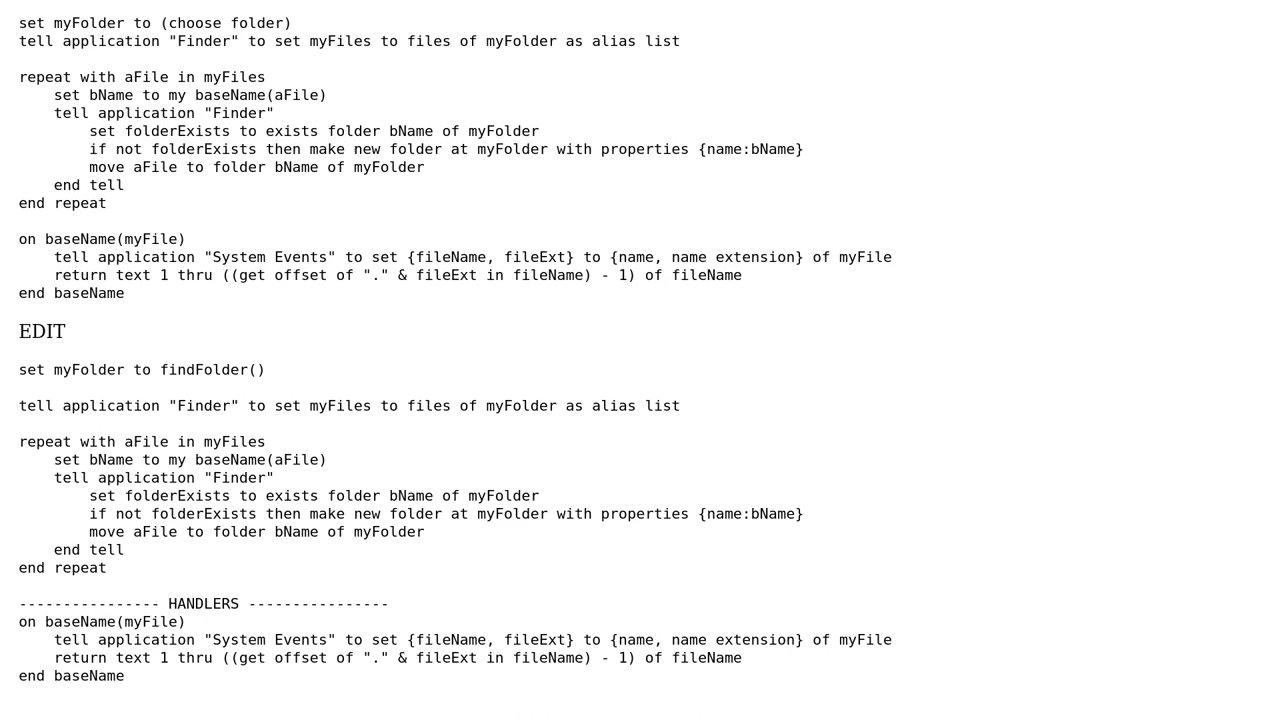 set myFolder to (choose folder)
tell application "Finder" to set myFiles to files of myFolder as alias list

repeat with aFile in myFiles
    set bName to my baseName(aFile)
    tell application "Finder"
        set folderExists to exists folder bName of myFolder
        if not folderExists then make new folder at myFolder with properties {name:bName}
        move aFile to folder bName of myFolder
    end tell
end repeat

on baseName(myFile)
    tell application "System Events" to set {fileName, fileExt} to {name, name extension} of myFile
    return text 1 thru ((get offset of "." & fileExt in fileName) - 1) of fileName
end baseName

EDIT

set myFolder to findFolder()

tell application "Finder" to set myFiles to files of myFolder as alias list

repeat with aFile in myFiles
    set bName to my baseName(aFile)
    tell application "Finder"
        set folderExists to exists folder bName of myFolder
        if not folderExists then make new folder at myFolder with properties {name:bName}
        move aFile to folder bName of myFolder
    end tell
end repeat

---------------- HANDLERS ----------------
on baseName(myFile)
    tell application "System Events" to set {fileName, fileExt} to {name, name extension} of myFile
    return text 1 thru ((get offset of "." & fileExt in fileName) - 1) of fileName
end baseName